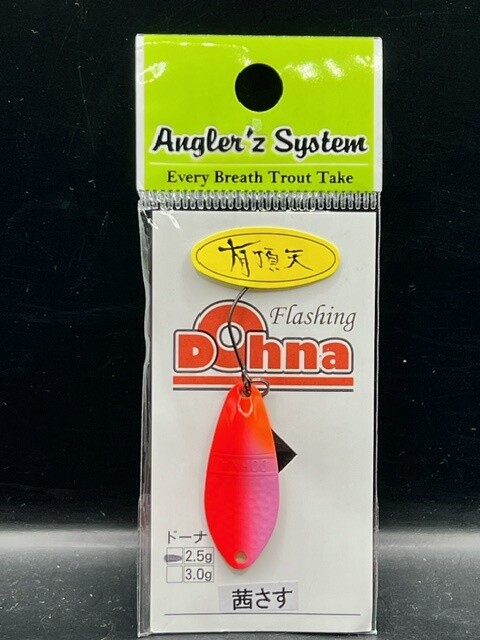 Angler'z System
Every Breath Trout Take
有頂天
Flashing
Dohna
ドーナ
2.5g
3.0g
茜さす